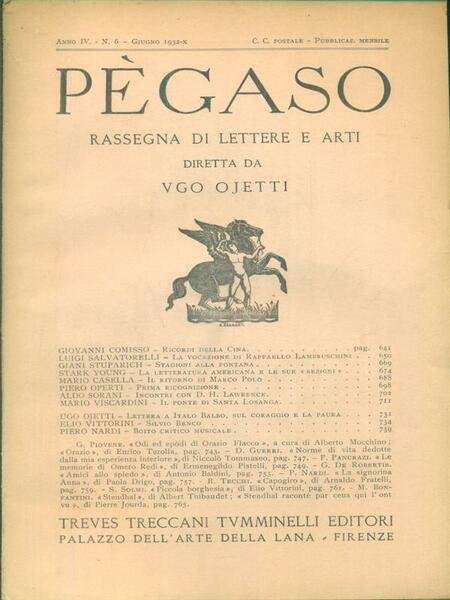 ANNO IV. - N. 6 - GIUGNO 1932-X C. C. POSTALE - PUBBLICAZ. MENSILE
PÈGASO
RASSEGNA DI LETTERE E ARTI
DIRETTA DA
VGO OJETTI
GIOVANNI COMISSO - RICORDI DELLA CINA. . . . . . . . . . . . pag. 641
LUIGI SALVATORELLI - LA VOCAZIONE DI RAFFAELLO LAMBRUSCHINI . . 650
GIANI STUPARICH - STAGIONI ALLA FONTANA. . . . . . . . . . . . 669
STARK YOUNG - LA LETTERATURA AMERICANA E LE SUE «SEZIONI» . . 674
MARIO CASELLA - IL RITORNO DI MARCO POLO . . . . . . . . . . 688
PIERO OPERTI - PRIMA RICOGNIZIONE . . . . . . . . . . . . 698
ALDO SORANI - INCONTRI CON D. H. LAWRENCE. . . . . . . . . . 702
MARIO VISCARDINI - IL PONTE DI SANTA LOSANGA. . . . . . . . . 711
UGO OJETTI - LETTERA A ITALO BALBO, SUL CORAGGIO E LA PAURA . . 731
ELIO VITTORINI - SILVIO BENCO . . . . . . . . . . . . 734
PIERO NARDI - BOITO CRITICO MUSICALE. . . . . . . . . . . . 739
G. PIOVENE. «Odi ed epòdi di Orazio Flacco», a cura di Alberto Mocchino;
«Orazio», di Enrico Turolla, pag. 743. - D. GUERRI. «Norme di vita dedotte
dalla mia esperienza interiore», di Niccolò Tommaseo, pag. 747. - P. PANCRAZI. «Le
memorie di Omero Redi», di Ermenegildo Pistelli, pag. 749. - G. DE ROBERTIS.
«Amici allo spiedo», di Antonio Baldini, pag. 753. - P. NARDI. «La signorina
Anna», di Paola Drigo, pag. 757. - B. TECCHI. «Capogiro», di Arnaldo Fratelli,
pag. 759. - S. SOLMI. «Piccola borghesia», di Elio Vittorini, pag. 761. - M. BON-
FANTINI. «Stendhal», di Albert Thibaudet; «Stendhal raconté par ceux qui l'ont
vu», di Pierre Jourda, pag. 765.
TREVES TRECCANI TVMMINELLI EDITORI
PALAZZO DELL'ARTE DELLA LANA - FIRENZE